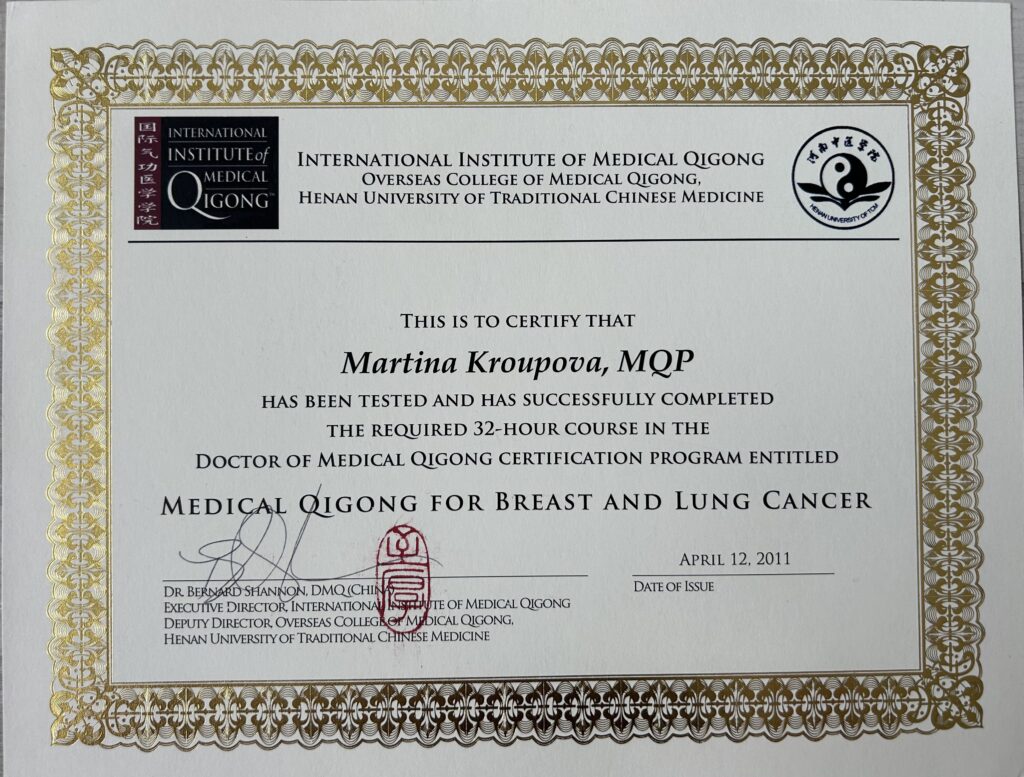 国际气功医学学院
INTERNATIONAL
INSTITUTE of
MEDICAL
QIGONG™
INTERNATIONAL INSTITUTE OF MEDICAL QIGONG
OVERSEAS COLLEGE OF MEDICAL QIGONG,
HENAN UNIVERSITY OF TRADITIONAL CHINESE MEDICINE
河南中医学院
HENAN UNIVERSITY OF TCM
THIS IS TO CERTIFY THAT
Martina Kroupova, MQP
HAS BEEN TESTED AND HAS SUCCESSFULLY COMPLETED
THE REQUIRED 32-HOUR COURSE IN THE
DOCTOR OF MEDICAL QIGONG CERTIFICATION PROGRAM ENTITLED
MEDICAL QIGONG FOR BREAST AND LUNG CANCER
APRIL 12, 2011
DATE OF ISSUE
DR. BERNARD SHANNON, DMQ (CHINA)
EXECUTIVE DIRECTOR, INTERNATIONAL INSTITUTE OF MEDICAL QIGONG
DEPUTY DIRECTOR, OVERSEAS COLLEGE OF MEDICAL QIGONG,
HENAN UNIVERSITY OF TRADITIONAL CHINESE MEDICINE